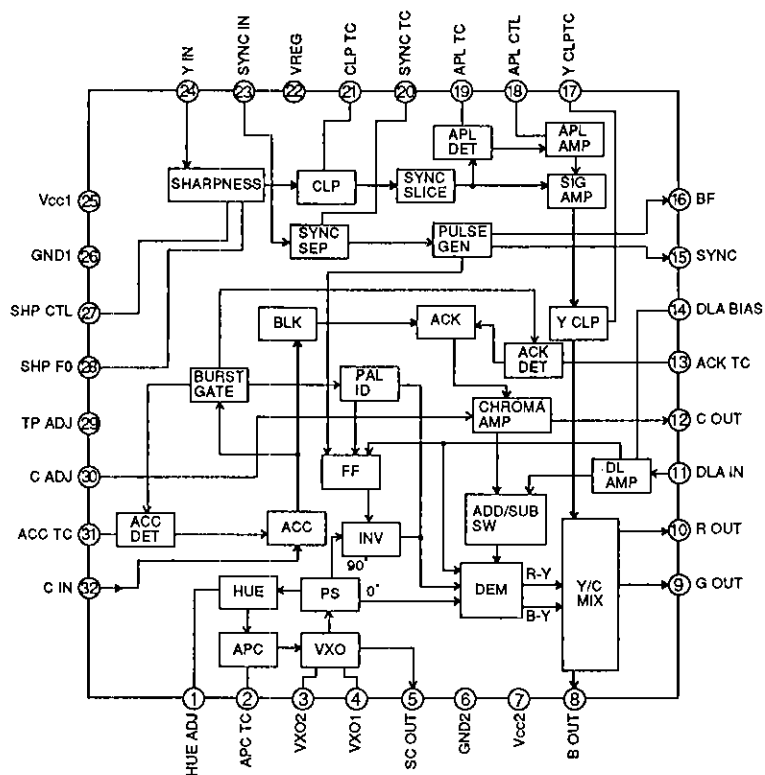 Y IN
SYNC IN
VREG
CLP TC
SYNC TC
APL TC
APL CTL
Y CLPTC
24
23
22
21
20
19
18
17
APL
DET
APL
AMP
SHARPNESS
CLP
SYNC
SLICE
SIG
AMP
Vcc1
25
16
BF
SYNC
SEP
PULSE
GEN
GND1
26
15
SYNC
SHP CTL
27
BLK
ACK
Y CLP
14
DLA BIAS
SHP F0
28
BURST
GATE
PAL
ID
ACK
DET
13
ACK TC
TP ADJ
29
CHROMA
AMP
12
C OUT
C ADJ
30
FF
DL
AMP
11
DLA IN
ACC TC
31
ACC
DET
ACC
INV
ADD/SUB
SW
10
R OUT
90°
C IN
32
HUE
PS
0°
DEM
R-Y
B-Y
Y/C
MIX
9
G OUT
APC
VXO
1
2
3
4
5
6
7
8
HUE ADJ
APC TC
VXO2
VXO1
SC OUT
GND2
Vcc2
B OUT